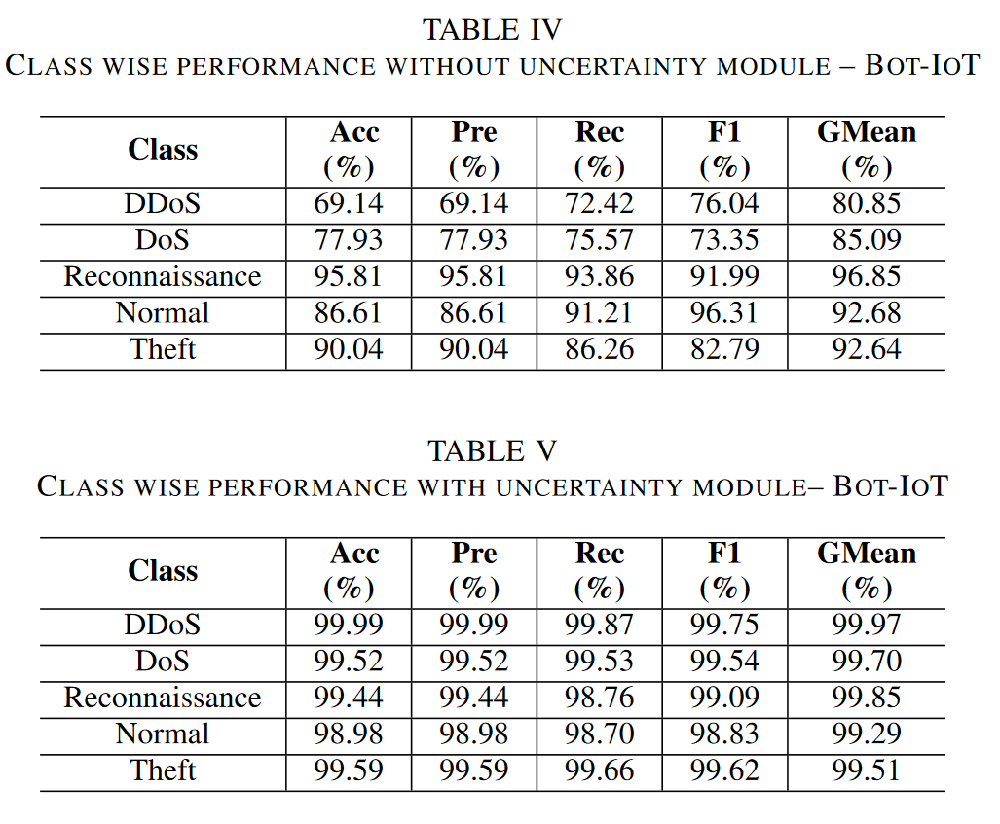 TABLE IV
CLASS WISE PERFORMANCE WITHOUT UNCERTAINTY MODULE – BOT-IOT
Class Acc (%) Pre (%) Rec (%) F1 (%) GMean (%)
DDoS 69.14 69.14 72.42 76.04 80.85
DoS 77.93 77.93 75.57 73.35 85.09
Reconnaissance 95.81 95.81 93.86 91.99 96.85
Normal 86.61 86.61 91.21 96.31 92.68
Theft 90.04 90.04 86.26 82.79 92.64
TABLE V
CLASS WISE PERFORMANCE WITH UNCERTAINTY MODULE– BOT-IOT
Class Acc (%) Pre (%) Rec (%) F1 (%) GMean (%)
DDoS 99.99 99.99 99.87 99.75 99.97
DoS 99.52 99.52 99.53 99.54 99.70
Reconnaissance 99.44 99.44 98.76 99.09 99.85
Normal 98.98 98.98 98.70 98.83 99.29
Theft 99.59 99.59 99.66 99.62 99.51